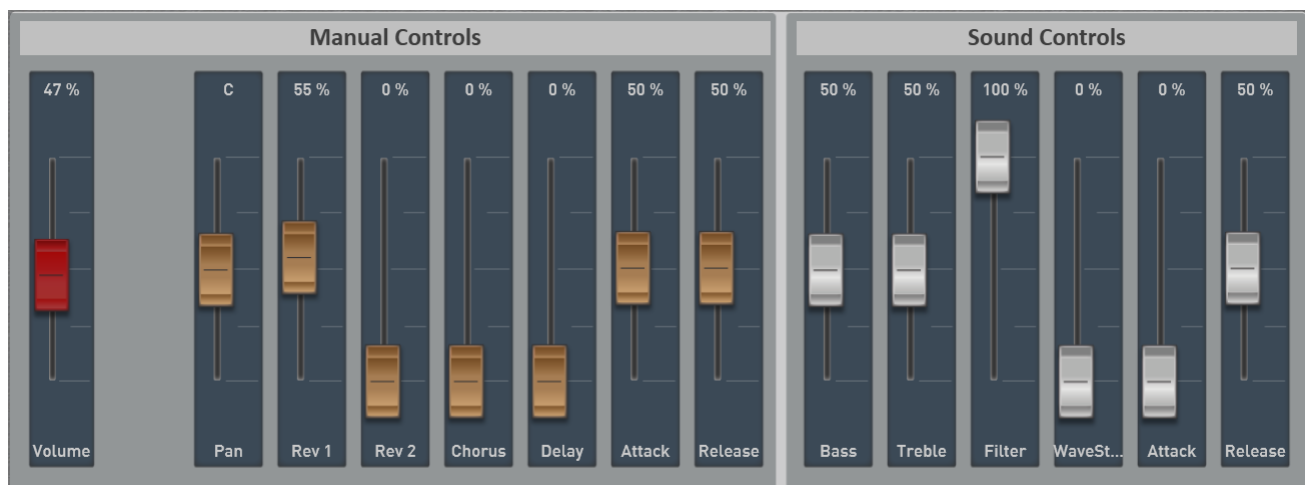 Manual Controls Sound Controls
47 % C 55 % 0 % 0 % 0 % 50 % 50 % 50 % 50 % 100 % 0 % 0 % 50 %
Volume Pan Rev 1 Rev 2 Chorus Delay Attack Release Bass Treble Filter WaveSt... Attack Release